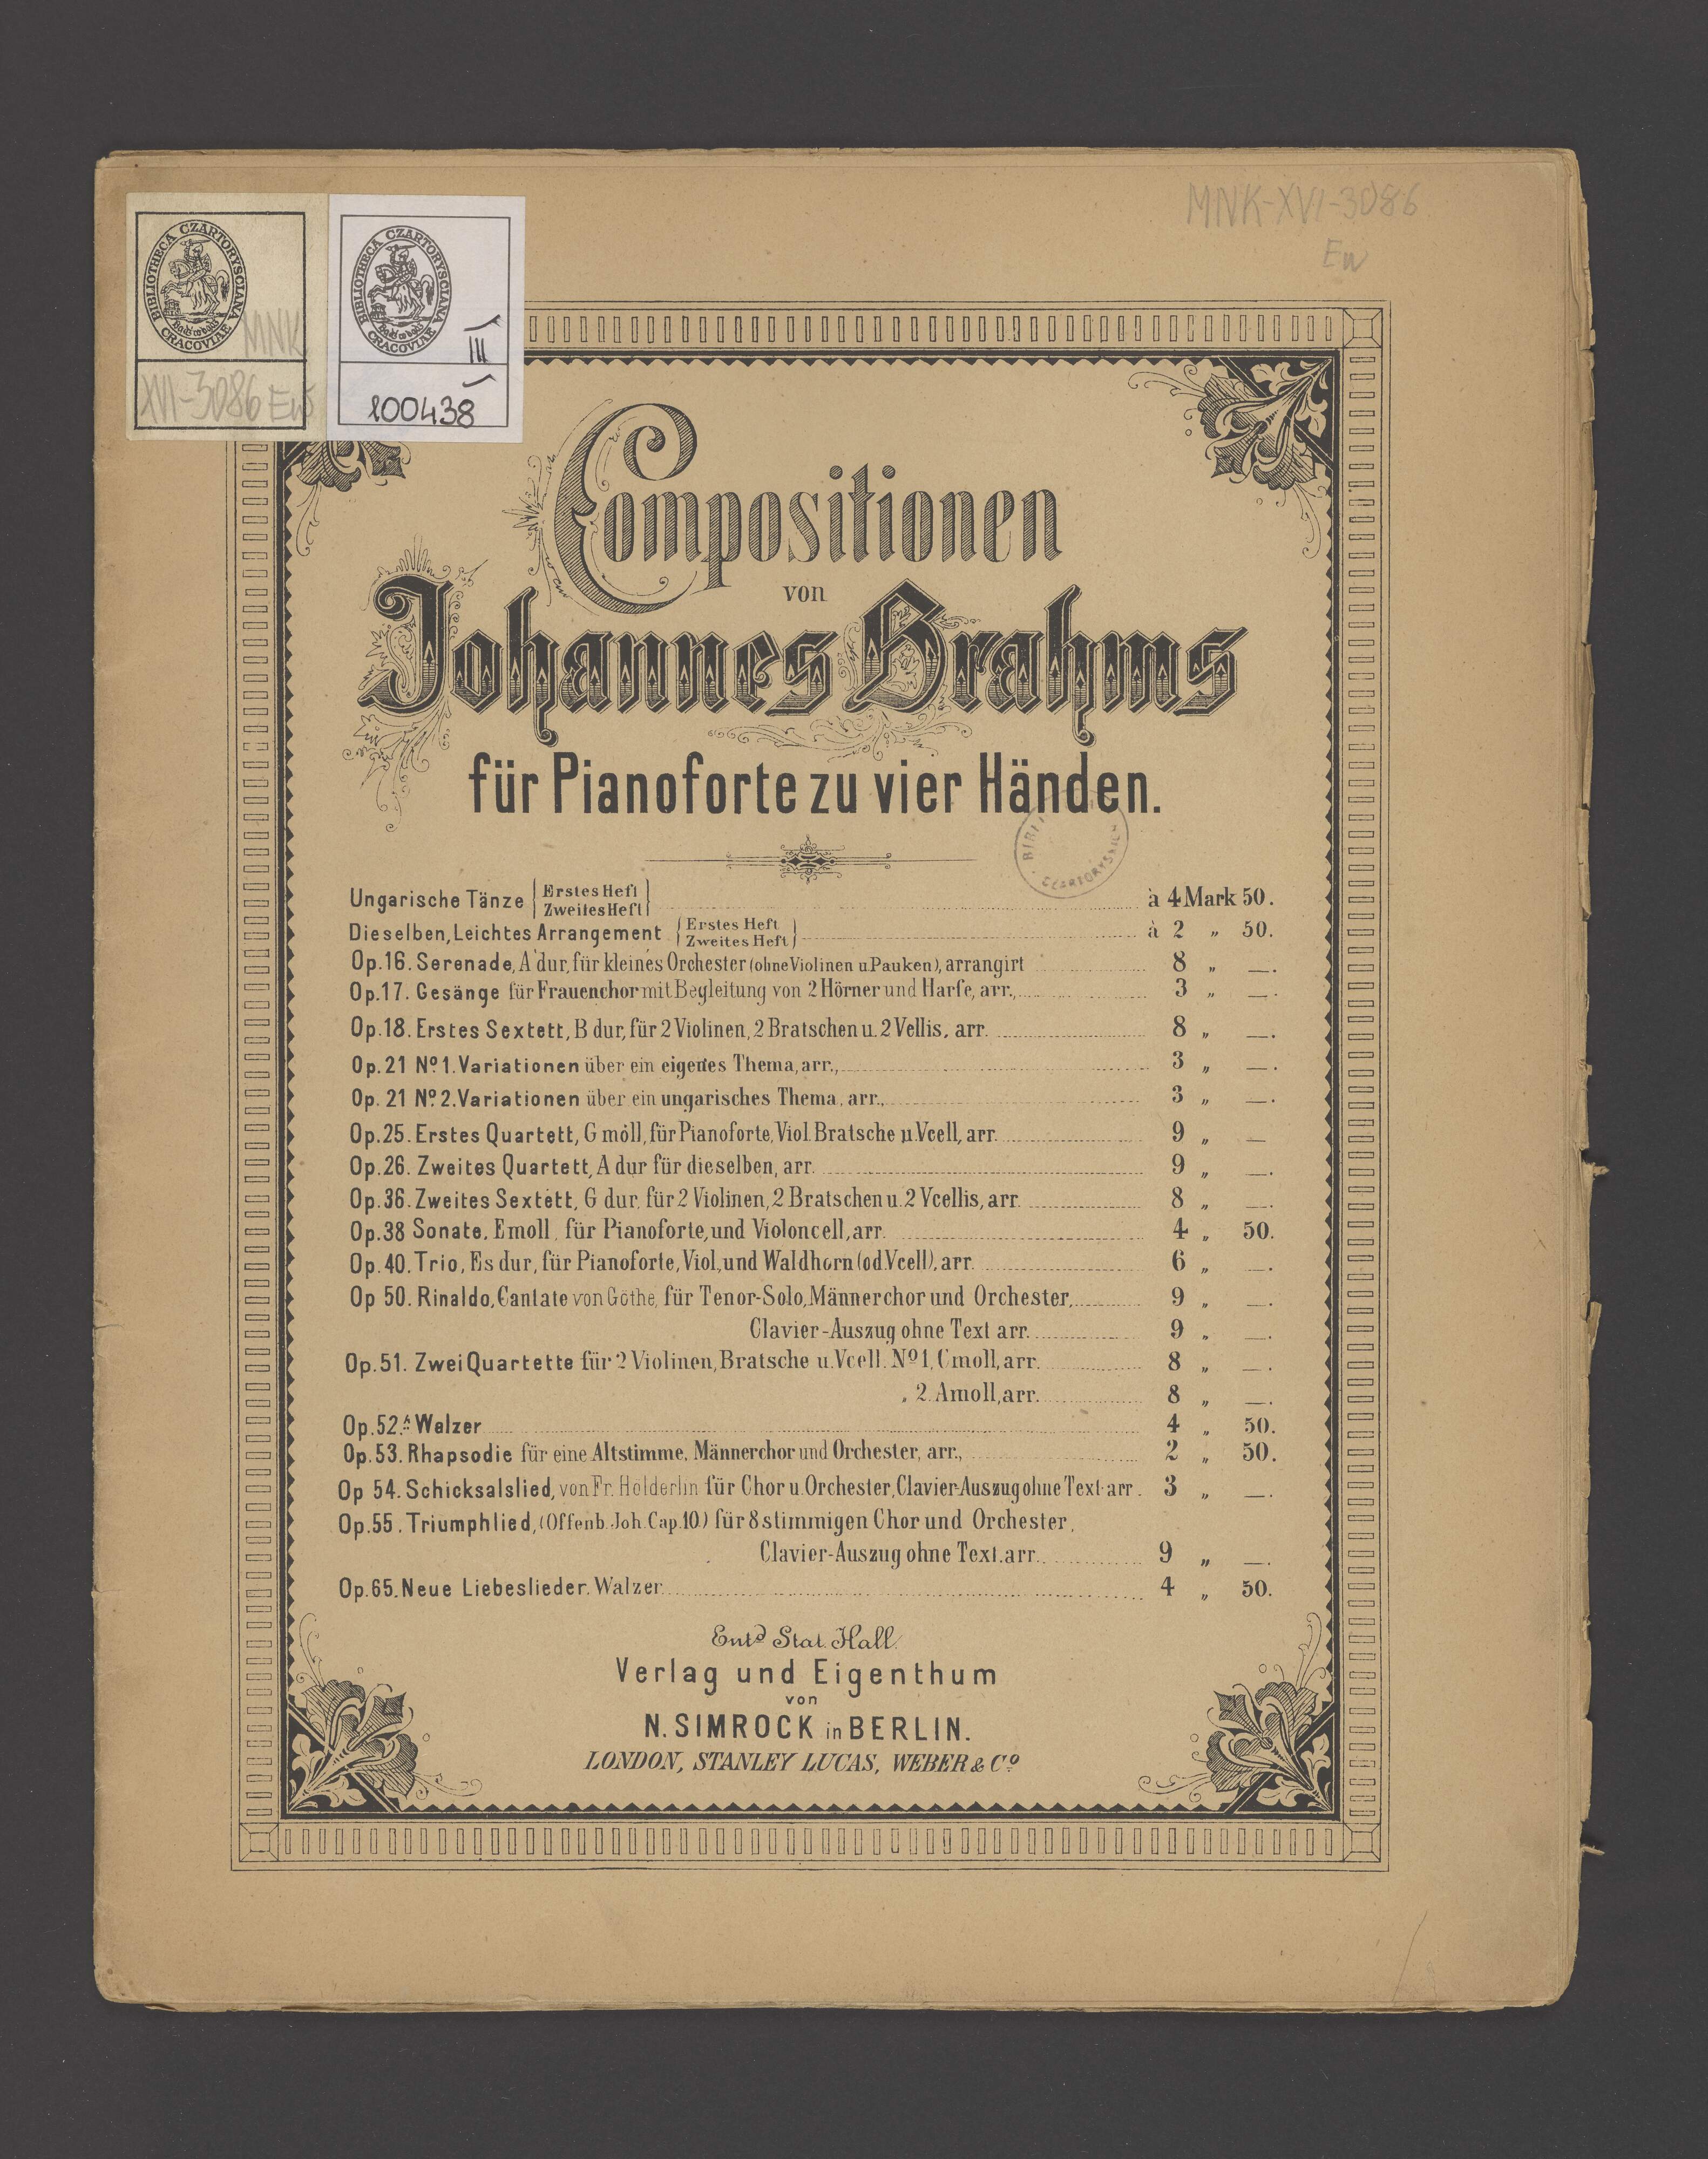 MNK-XVI-3086
Ew
BIBLIOTHECA CZARTORYSCIANA CRACOVIAE
MNK
XVI-3086 Ew
BIBLIOTHECA CZARTORYSCIANA CRACOVIAE
III
100438
Compositionen
von
Johannes Brahms
für Pianoforte zu vier Händen.
Ungarische Tänze { Erstes Heft } à 4 Mark 50.
Zweites Heft
Dieselben, Leichtes Arrangement { Erstes Heft } à 2 „ 50.
Zweites Heft
Op.16. Serenade, A dur, für kleines Orchester (ohne Violinen u. Pauken), arrangirt 8 „ —.
Op.17. Gesänge für Frauenchor mit Begleitung von 2 Hörner und Harfe, arr., 3 „ —.
Op.18. Erstes Sextett, B dur, für 2 Violinen, 2 Bratschen u. 2 Vellis, arr. 8 „ —.
Op.21 Nº 1. Variationen über ein eigenes Thema, arr., 3 „ —.
Op. 21 Nº 2. Variationen über ein ungarisches Thema, arr., 3 „ —.
Op.25. Erstes Quartett, G moll, für Pianoforte, Viol. Bratsche u. Vcell, arr. 9 „ —
Op.26. Zweites Quartett, A dur für dieselben, arr. 9 „ —.
Op.36. Zweites Sextett, G dur, für 2 Violinen, 2 Bratschen u. 2 Vcellis, arr. 8 „ —.
Op.38 Sonate, E moll, für Pianoforte, und Violoncell, arr. 4 „ 50.
Op.40. Trio, Es dur, für Pianoforte, Viol., und Waldhorn (od. Vcell), arr. 6 „ —.
Op 50. Rinaldo, Cantate von Göthe, für Tenor-Solo, Männerchor und Orchester, 9 „ —.
Clavier-Auszug ohne Text arr. 9 „ —.
Op.51. Zwei Quartette für 2 Violinen, Bratsche u. Vcell. Nº 1, C moll, arr. 8 „ —.
„ 2. A moll, arr. 8 „ —.
Op.52.ᴬ Walzer 4 „ 50.
Op.53. Rhapsodie für eine Altstimme, Männerchor und Orchester, arr., 2 „ 50.
Op 54. Schicksalslied, von Fr. Hölderlin für Chor u. Orchester, Clavier-Auszug ohne Text arr. 3 „ —.
Op.55. Triumphlied, (Offenb. Joh. Cap. 10.) für 8 stimmigen Chor und Orchester,
Clavier-Auszug ohne Text. arr. 9 „ —.
Op.65. Neue Liebeslieder. Walzer 4 „ 50.
Entᵈ Stat. Hall.
Verlag und Eigenthum
von
N. SIMROCK in BERLIN.
LONDON, STANLEY LUCAS, WEBER & Cº